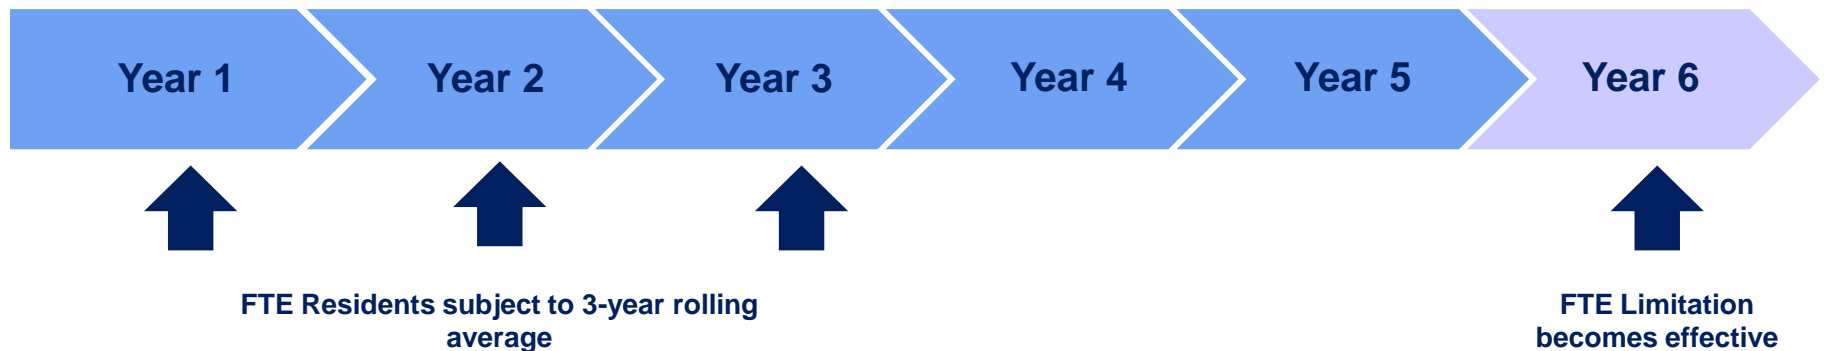 Year 1
Year 2
Year 3
Year 4
Year 5
Year 6
FTE Residents subject to 3-year rolling
average
FTE Limitation
becomes effective